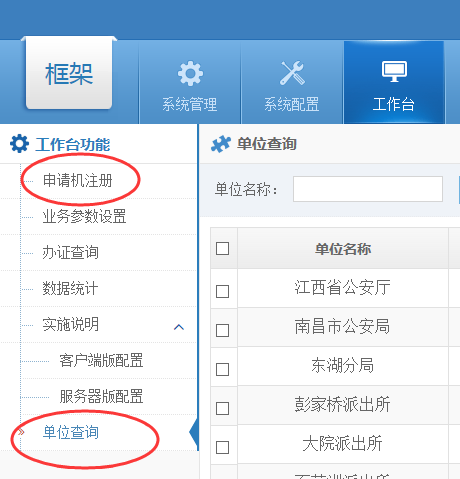 框架
系统管理
系统配置
工作台
工作台功能
申请机注册
业务参数设置
办证查询
数据统计
实施说明
客户端版配置
服务器版配置
单位查询
单位查询
单位名称：
单位名称
江西省公安厅
南昌市公安局
东湖分局
彭家桥派出所
大院派出所